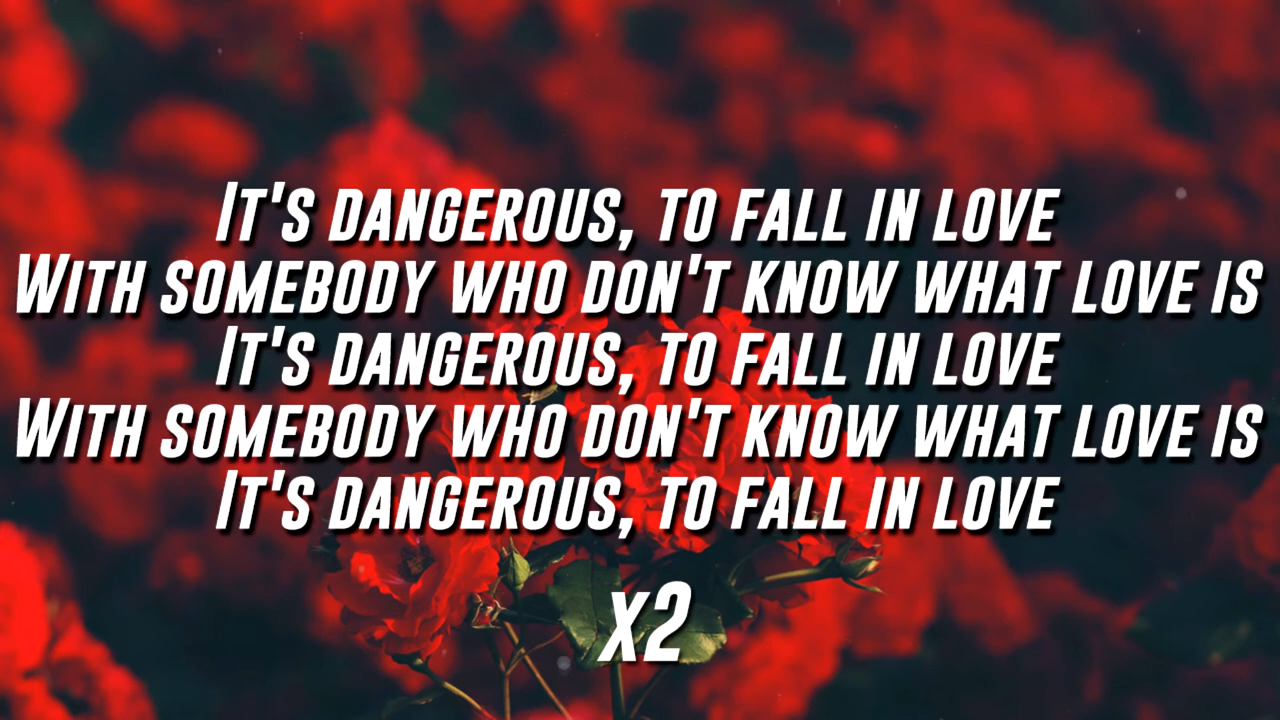 It's dangerous, to fall in love
With somebody who don't know what love is
It's dangerous, to fall in love
With somebody who don't know what love is
It's dangerous, to fall in love
x2